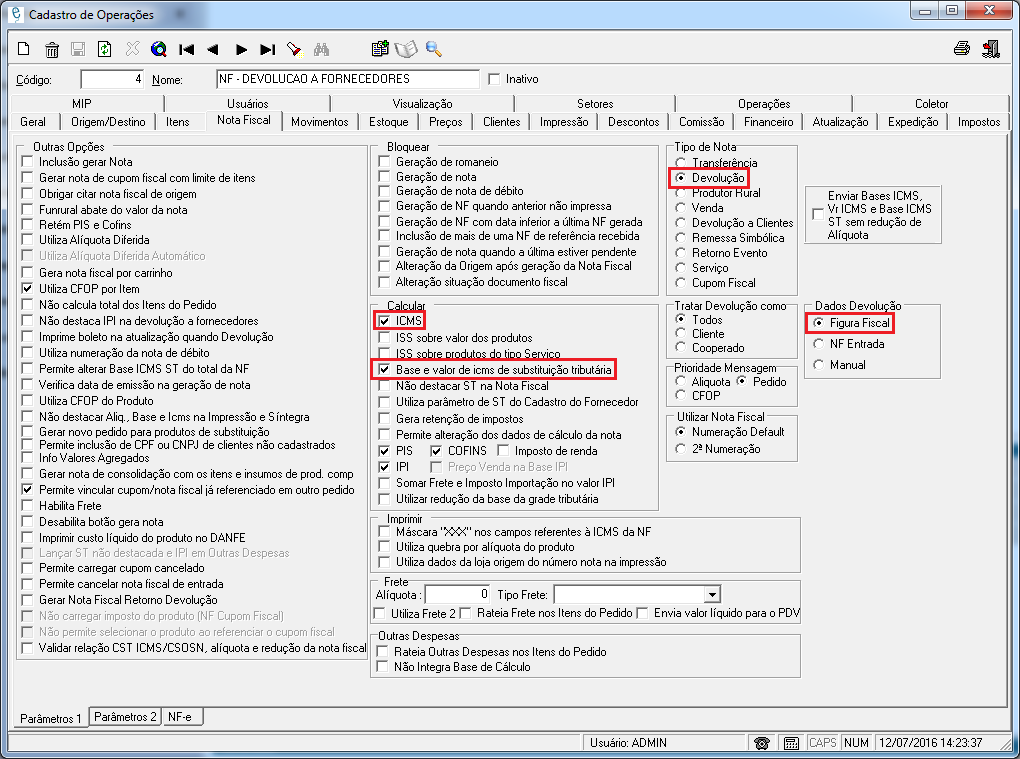 Cadastro de Operações
Código: 4 Nome: NF - DEVOLUCAO A FORNECEDORES Inativo
MIP Usuários Visualização Setores Operações Coletor
Geral Origem/Destino Itens Nota Fiscal Movimentos Estoque Preços Clientes Impressão Descontos Comissão Financeiro Atualização Expedição Impostos
Outras Opções
Inclusão gerar Nota
Gerar nota de cupom fiscal com limite de itens
Obrigar citar nota fiscal de origem
Funrural abate do valor da nota
Retém PIS e Cofins
Utiliza Alíquota Diferida
Utiliza Alíquota Diferida Automático
Gera nota fiscal por carrinho
Utiliza CFOP por Item
Não calcula total dos Itens do Pedido
Não destaca IPI na devolução a fornecedores
Imprime boleto na atualização quando Devolução
Utiliza numeração da nota de débito
Permite alterar Base ICMS ST do total da NF
Verifica data de emissão na geração de nota
Utiliza CFOP do Produto
Não destacar Aliq., Base e Icms na Impressão e Síntegra
Gerar novo pedido para produtos de substituição
Permite inclusão de CPF ou CNPJ de clientes não cadastrados
Info Valores Agregados
Gerar nota de consolidação com os itens e insumos de prod. comp
Permite vincular cupom/nota fiscal já referenciado em outro pedido
Habilita Frete
Desabilita botão gera nota
Imprimir custo líquido do produto no DANFE
Lançar ST não destacada e IPI em Outras Despesas
Permite carregar cupom cancelado
Permite cancelar nota fiscal de entrada
Gerar Nota Fiscal Retorno Devolução
Não carregar imposto do produto (NF Cupom Fiscal)
Não permite selecionar o produto ao referenciar o cupom fiscal
Validar relação CST ICMS/CSOSN, alíquota e redução da nota fiscal
Bloquear
Geração de romaneio
Geração de nota
Geração de nota de débito
Geração de NF quando anterior não impressa
Geração de NF com data inferior a última NF gerada
Inclusão de mais de uma NF de referência recebida
Geração de nota quando a última estiver pendente
Alteração da Origem após geração da Nota Fiscal
Alteração situação documento fiscal
Calcular
ICMS
ISS sobre valor dos produtos
ISS sobre produtos do tipo Serviço
Base e valor de icms de substituição tributária
Não destacar ST na Nota Fiscal
Utiliza parâmetro de ST do Cadastro do Fornecedor
Gera retenção de impostos
Permite alteração dos dados de cálculo da nota
PIS COFINS Imposto de renda
IPI Preço Venda na Base IPI
Somar Frete e Imposto Importação no valor IPI
Utilizar redução da base da grade tributária
Imprimir
Máscara "XXX" nos campos referentes à ICMS da NF
Utiliza quebra por alíquota do produto
Utiliza dados da loja origem do número nota na impressão
Frete
Alíquota : 0 Tipo Frete:
Utiliza Frete 2 Rateia Frete nos Itens do Pedido Envia valor líquido para o PDV
Outras Despesas
Rateia Outras Despesas nos Itens do Pedido
Não Integra Base de Cálculo
Tipo de Nota
Transferência
Devolução
Produtor Rural
Venda
Devolução a Clientes
Remessa Simbólica
Retorno Evento
Serviço
Cupom Fiscal
Tratar Devolução como
Todos
Cliente
Cooperado
Prioridade Mensagem
Aliquota Pedido
CFOP
Utilizar Nota Fiscal
Numeração Default
2ª Numeração
Enviar Bases ICMS,
Vr ICMS e Base ICMS
ST sem redução de
Alíquota
Dados Devolução
Figura Fiscal
NF Entrada
Manual
Parâmetros 1 Parâmetros 2 NF-e
Usuário: ADMIN CAPS NUM 12/07/2016 14:23:37